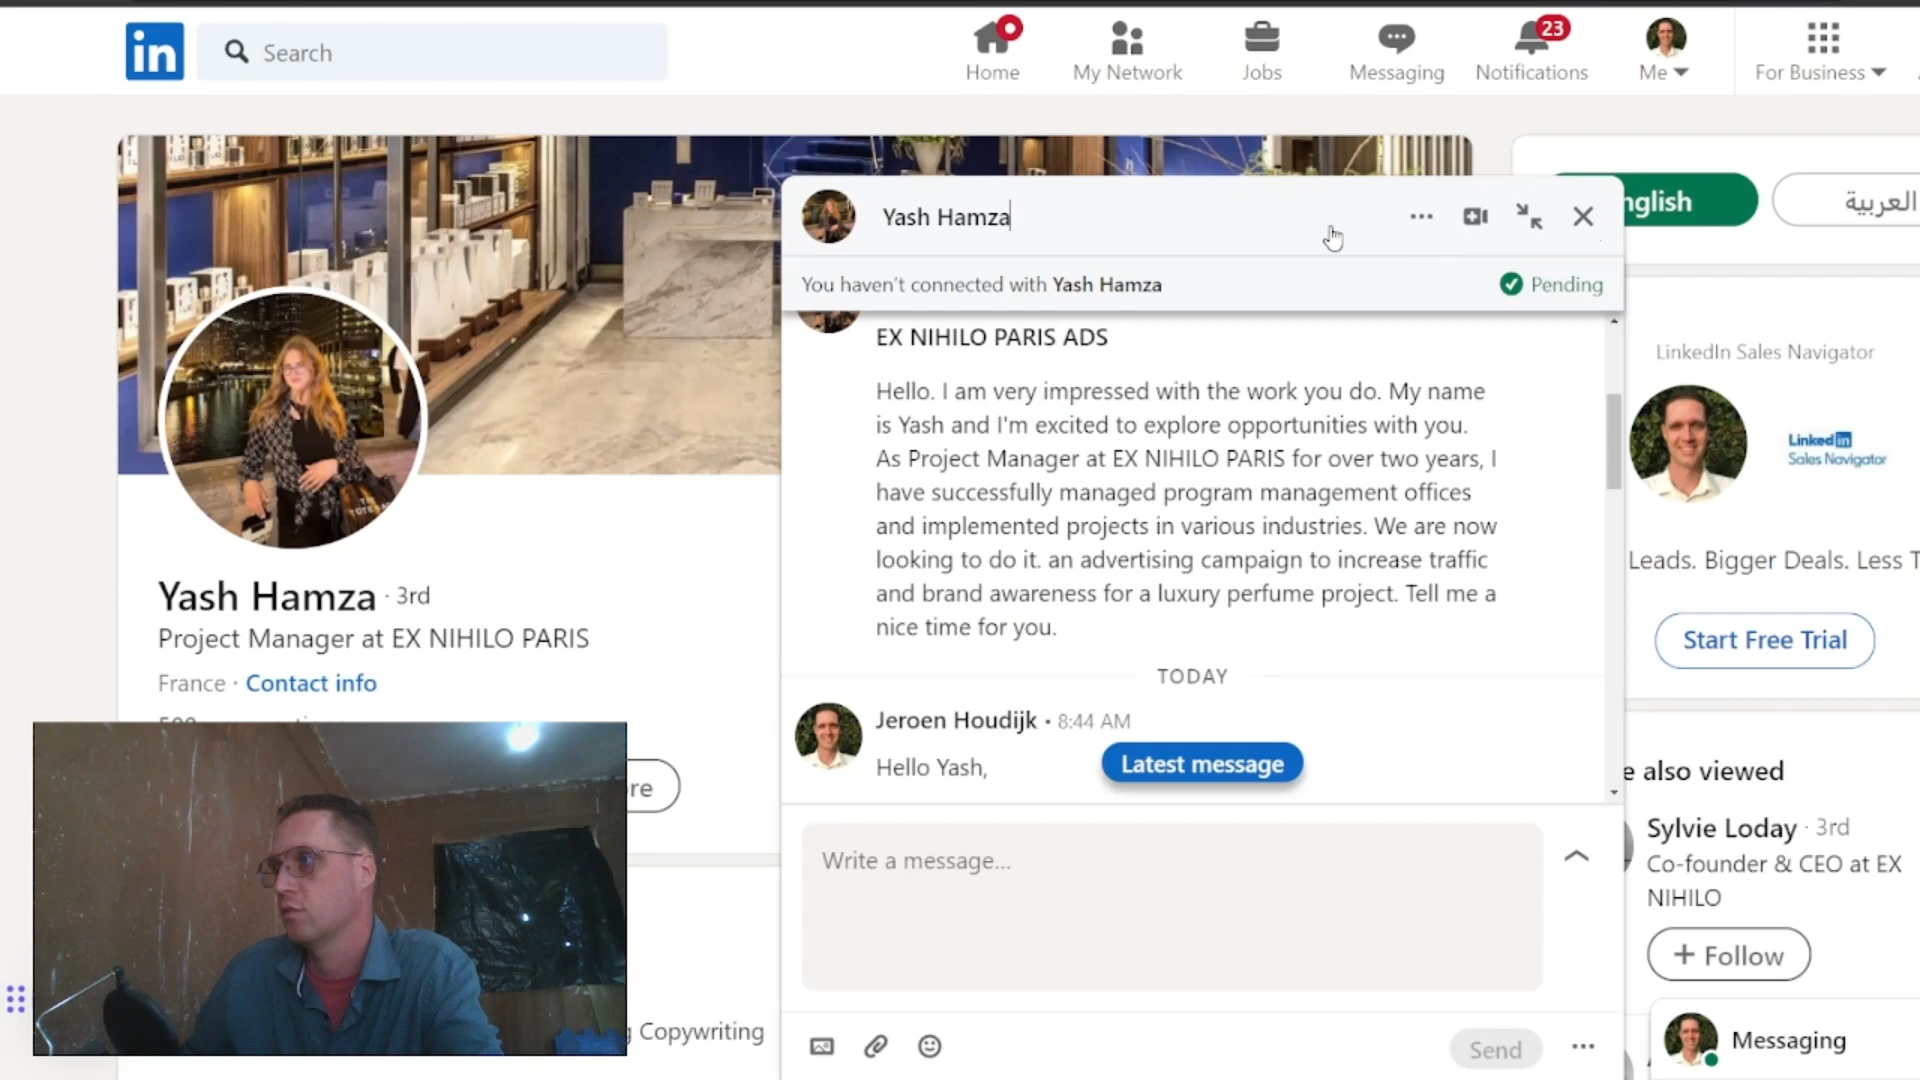 in
Search
Home
My Network
Jobs
Messaging
23
Notifications
Me
For Business
nglish
العربية
Yash Hamza
You haven't connected with Yash Hamza
Pending
EX NIHILO PARIS ADS
Hello. I am very impressed with the work you do. My name
is Yash and I'm excited to explore opportunities with you.
As Project Manager at EX NIHILO PARIS for over two years, I
have successfully managed program management offices
and implemented projects in various industries. We are now
looking to do it. an advertising campaign to increase traffic
and brand awareness for a luxury perfume project. Tell me a
nice time for you.
TODAY
Jeroen Houdijk • 8:44 AM
Hello Yash,
Latest message
Write a message...
Send
Yash Hamza · 3rd
Project Manager at EX NIHILO PARIS
France · Contact info
re
Copywriting
LinkedIn Sales Navigator
Linked in
Sales Navigator
Leads. Bigger Deals. Less T
Start Free Trial
e also viewed
Sylvie Loday · 3rd
Co-founder & CEO at EX
NIHILO
+ Follow
Messaging